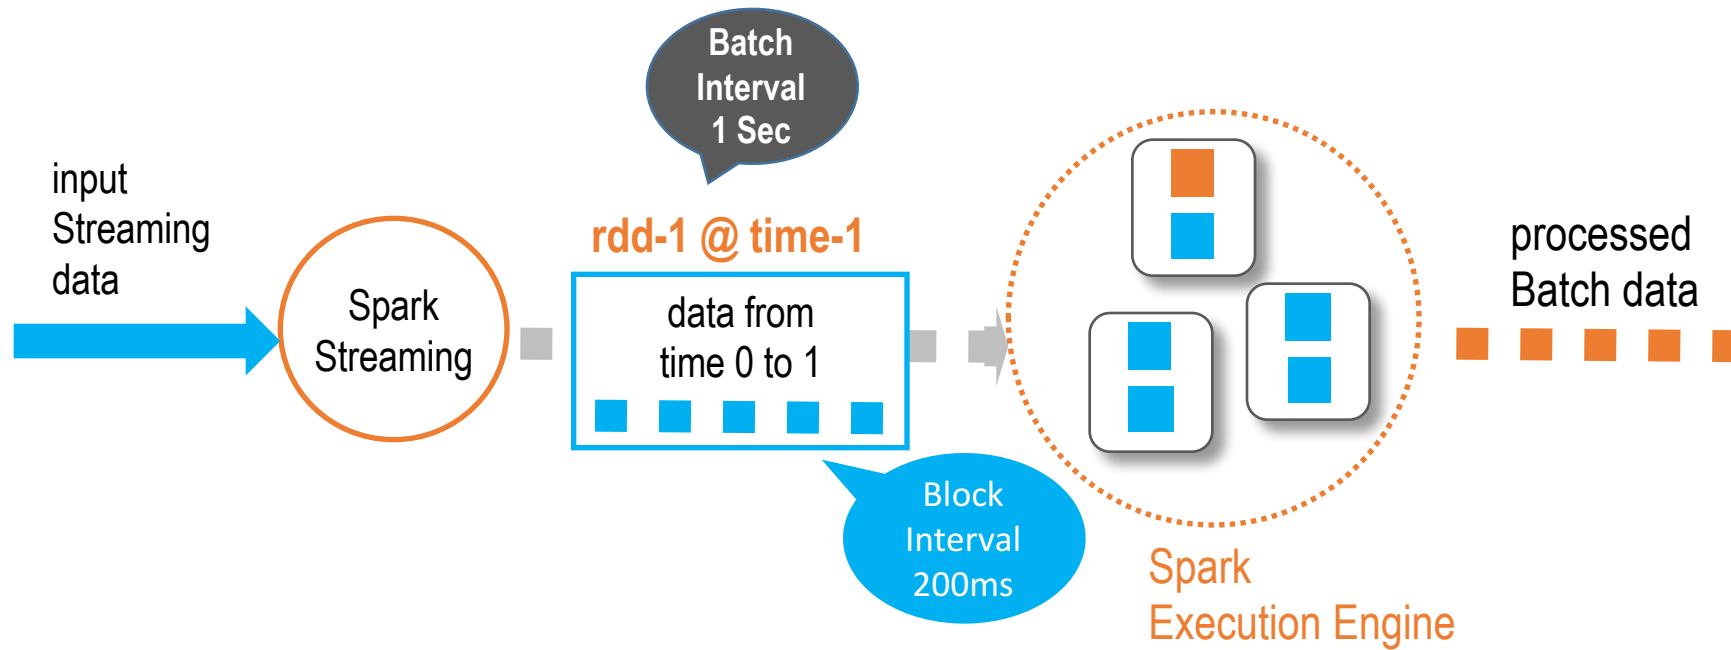 Batch
Interval
1 Sec
input
Streaming
data
Spark
Streaming
rdd-1 @ time-1
data from
time 0 to 1
Block
Interval
200ms
Spark
Execution Engine
processed
Batch data